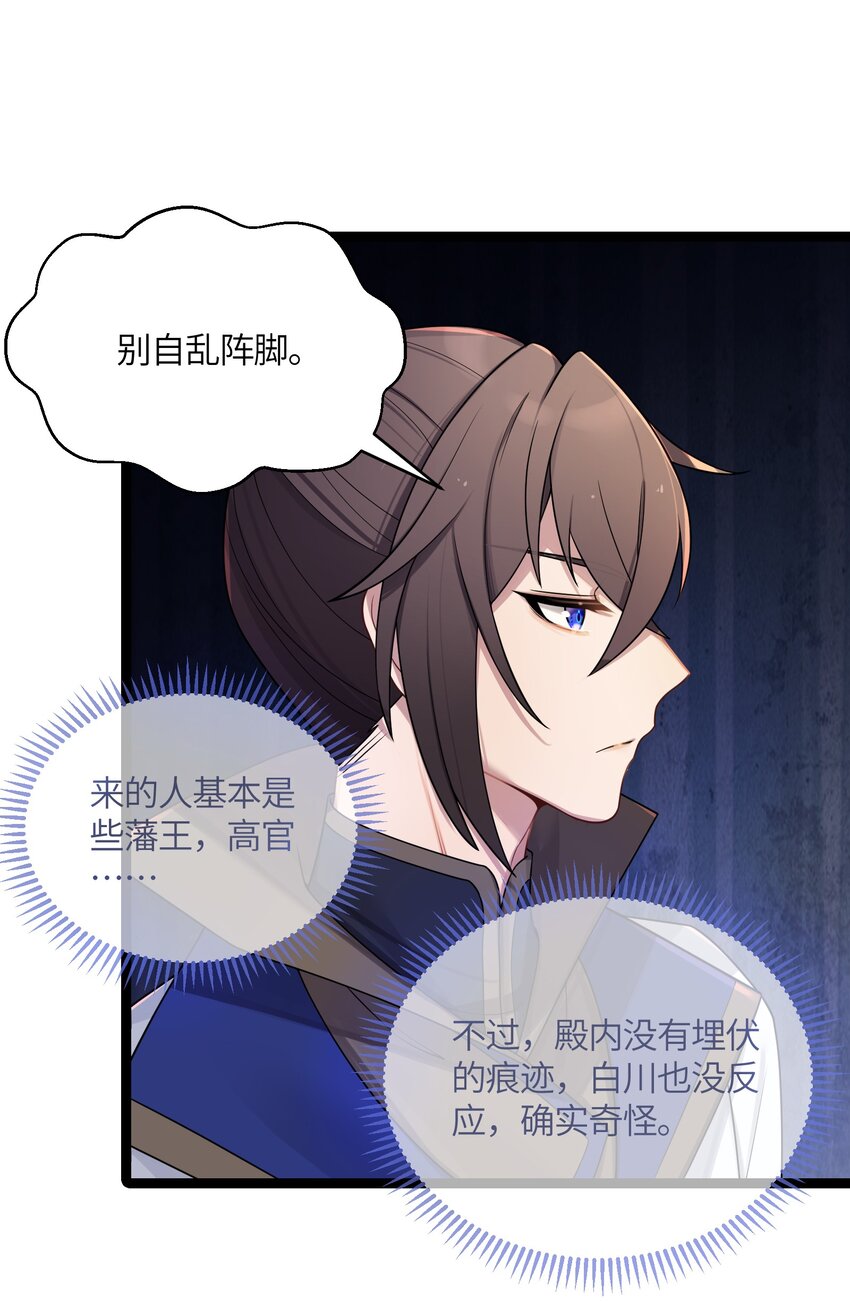 别自乱阵脚。
来的人基本是
些藩王，高官
……
不过，殿内没有埋伏
的痕迹，白川也没反
应，确实奇怪。